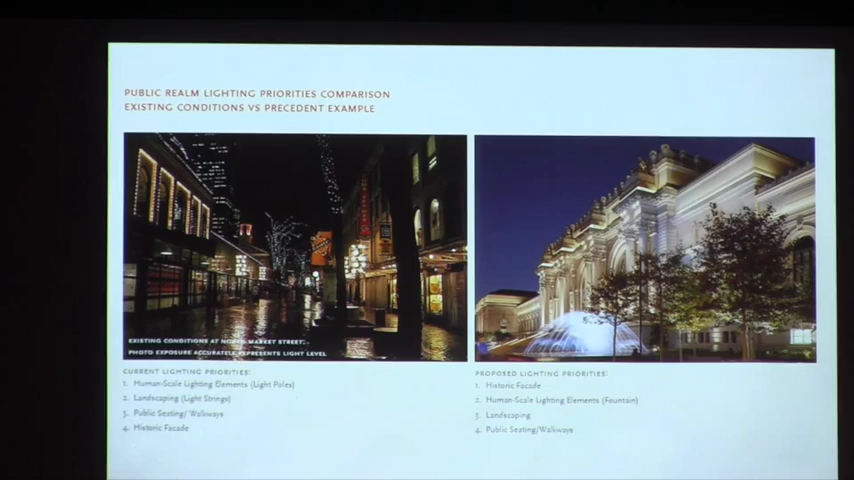 PUBLIC REALM LIGHTING PRIORITIES COMPARISON
EXISTING CONDITIONS VS PRECEDENT EXAMPLE
EXISTING CONDITIONS AT NORTH MARKET STREET:
PHOTO EXPOSURE ACCURATELY REPRESENTS LIGHT LEVEL
CURRENT LIGHTING PRIORITIES:
1. Human-Scale Lighting Elements (Light Poles)
2. Landscaping (Light Strings)
3. Public Seating/ Walkways
4. Historic Facade
PROPOSED LIGHTING PRIORITIES:
1. Historic Facade
2. Human-Scale Lighting Elements (Fountain)
3. Landscaping
4. Public Seating/Walkways